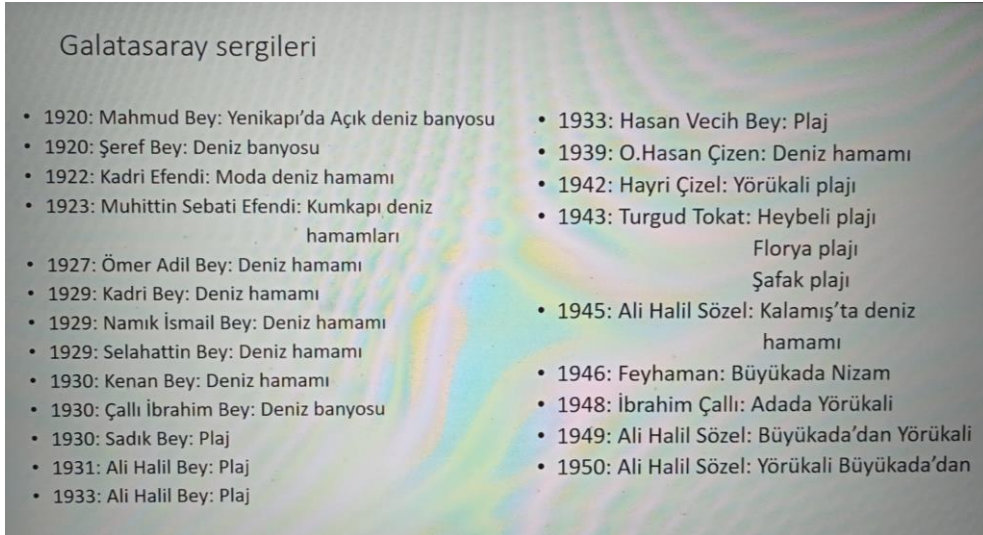 Galatasaray sergileri
• 1920: Mahmud Bey: Yenikapı’da Açık deniz banyosu
• 1920: Şeref Bey: Deniz banyosu
• 1922: Kadri Efendi: Moda deniz hamamı
• 1923: Muhittin Sebati Efendi: Kumkapı deniz
hamamları
• 1927: Ömer Adil Bey: Deniz hamamı
• 1929: Kadri Bey: Deniz hamamı
• 1929: Namık İsmail Bey: Deniz hamamı
• 1929: Selahattin Bey: Deniz hamamı
• 1930: Kenan Bey: Deniz hamamı
• 1930: Çallı İbrahim Bey: Deniz banyosu
• 1930: Sadık Bey: Plaj
• 1931: Ali Halil Bey: Plaj
• 1933: Ali Halil Bey: Plaj
• 1933: Hasan Vecih Bey: Plaj
• 1939: O.Hasan Çizen: Deniz hamamı
• 1942: Hayri Çizel: Yörükali plajı
• 1943: Turgud Tokat: Heybeli plajı
Florya plajı
Şafak plajı
• 1945: Ali Halil Sözel: Kalamış’ta deniz
hamamı
• 1946: Feyhaman: Büyükada Nizam
• 1948: İbrahim Çallı: Adada Yörükali
• 1949: Ali Halil Sözel: Büyükada’dan Yörükali
• 1950: Ali Halil Sözel: Yörükali Büyükada’dan